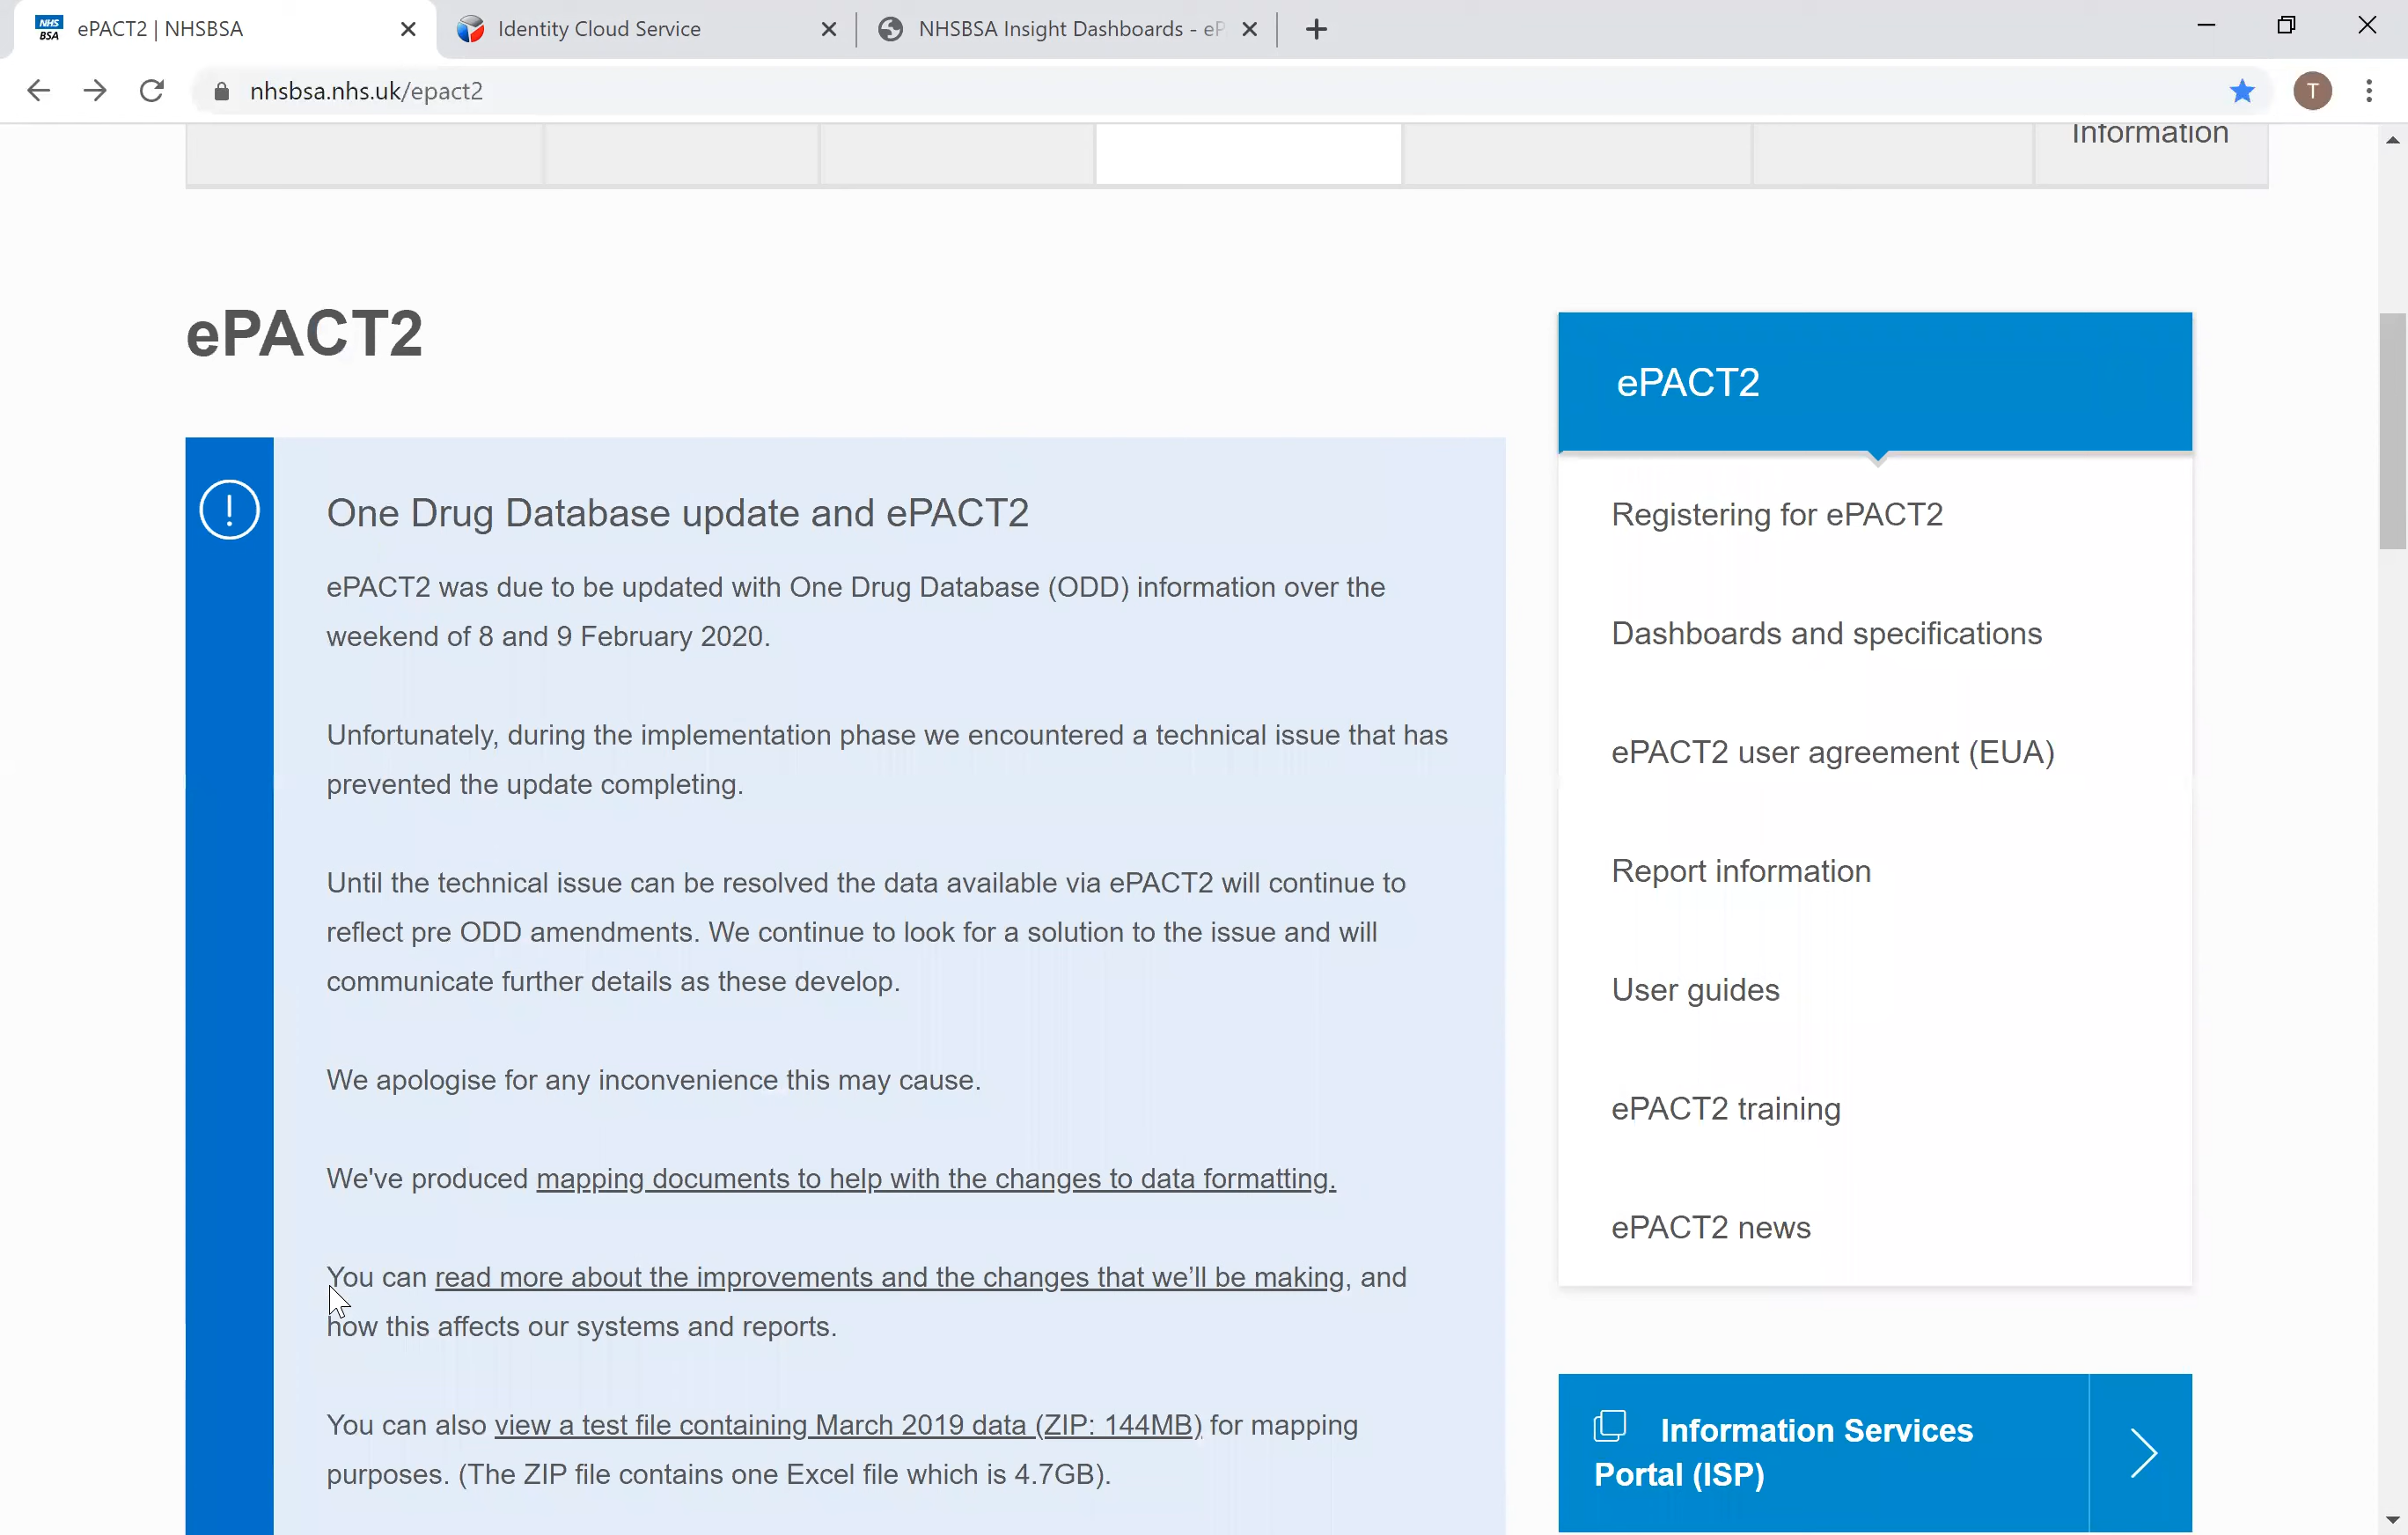 NHS
BSA
ePACT2 | NHSBSA
Identity Cloud Service
NHSBSA Insight Dashboards - eP
nhsbsa.nhs.uk/epact2
T
Information
ePACT2
One Drug Database update and ePACT2
ePACT2 was due to be updated with One Drug Database (ODD) information over the
weekend of 8 and 9 February 2020.
Unfortunately, during the implementation phase we encountered a technical issue that has
prevented the update completing.
Until the technical issue can be resolved the data available via ePACT2 will continue to
reflect pre ODD amendments. We continue to look for a solution to the issue and will
communicate further details as these develop.
We apologise for any inconvenience this may cause.
We've produced mapping documents to help with the changes to data formatting.
You can read more about the improvements and the changes that we’ll be making, and
how this affects our systems and reports.
You can also view a test file containing March 2019 data (ZIP: 144MB) for mapping
purposes. (The ZIP file contains one Excel file which is 4.7GB).
ePACT2
Registering for ePACT2
Dashboards and specifications
ePACT2 user agreement (EUA)
Report information
User guides
ePACT2 training
ePACT2 news
Information Services
Portal (ISP)